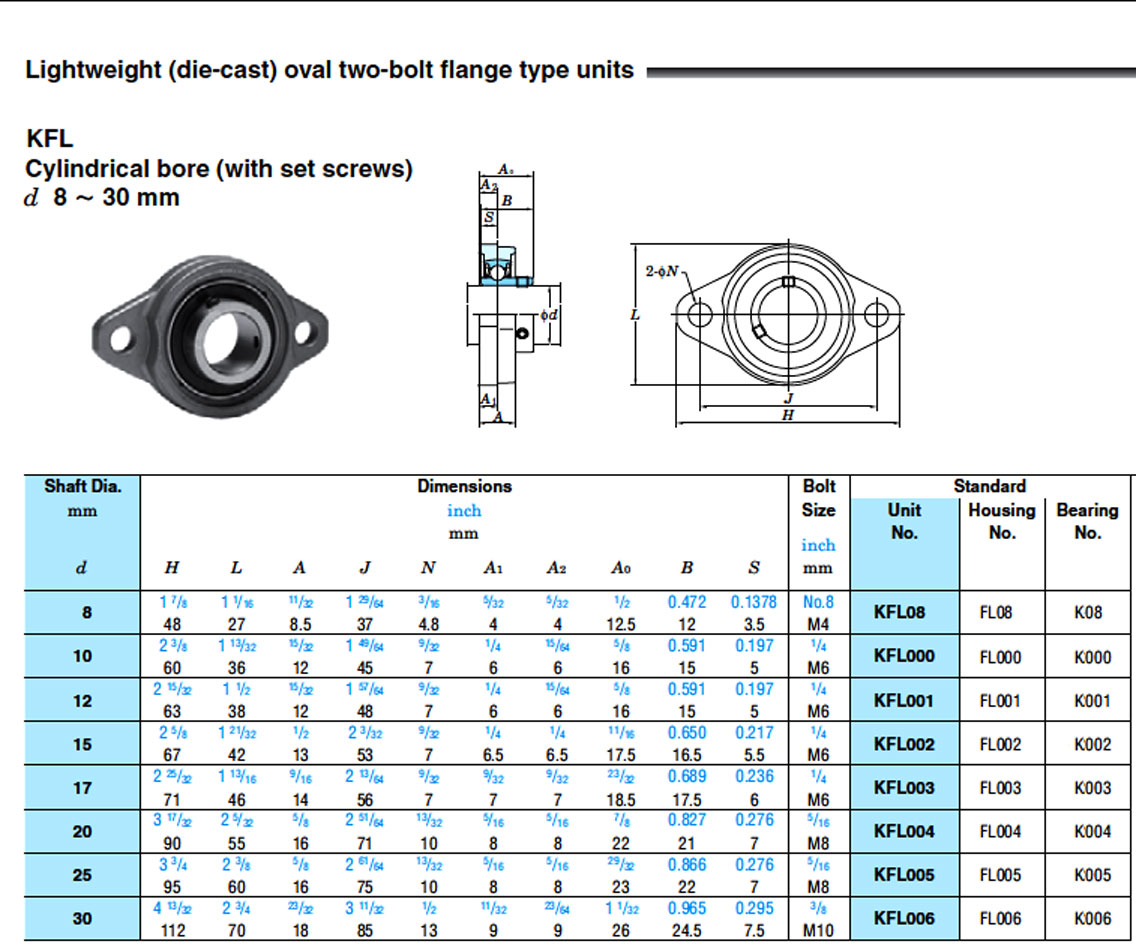 Lightweight (die-cast) oval two-bolt flange type units
KFL
Cylindrical bore (with set screws)
d 8 ~ 30 mm
A₀
A₂
B
S
ϕd
A₁
A
2-ϕN
L
J
H
Shaft Dia. Dimensions Bolt Standard
mm inch Size Unit Housing Bearing
mm No. No. No.
inch
d H L A J N A₁ A₂ A₀ B S mm
1 7/8 1 1/16 11/32 1 29/64 3/16 5/32 5/32 1/2 0.472 0.1378 No.8
8 48 27 8.5 37 4.8 4 4 12.5 12 3.5 M4 KFL08 FL08 K08
2 3/8 1 13/32 15/32 1 49/64 9/32 1/4 15/64 5/8 0.591 0.197 1/4
10 60 36 12 45 7 6 6 16 15 5 M6 KFL000 FL000 K000
2 15/32 1 1/2 15/32 1 57/64 9/32 1/4 15/64 5/8 0.591 0.197 1/4
12 63 38 12 48 7 6 6 16 15 5 M6 KFL001 FL001 K001
2 5/8 1 21/32 1/2 2 3/32 9/32 1/4 1/4 11/16 0.650 0.217 1/4
15 67 42 13 53 7 6.5 6.5 17.5 16.5 5.5 M6 KFL002 FL002 K002
2 25/32 1 13/16 9/16 2 13/64 9/32 9/32 9/32 23/32 0.689 0.236 1/4
17 71 46 14 56 7 7 7 18.5 17.5 6 M6 KFL003 FL003 K003
3 17/32 2 5/32 5/8 2 51/64 13/32 5/16 5/16 7/8 0.827 0.276 5/16
20 90 55 16 71 10 8 8 22 21 7 M8 KFL004 FL004 K004
3 3/4 2 3/8 5/8 2 61/64 13/32 5/16 5/16 29/32 0.866 0.276 5/16
25 95 60 16 75 10 8 8 23 22 7 M8 KFL005 FL005 K005
4 13/32 2 3/4 23/32 3 11/32 1/2 11/32 23/64 1 1/32 0.965 0.295 3/8
30 112 70 18 85 13 9 9 26 24.5 7.5 M10 KFL006 FL006 K006